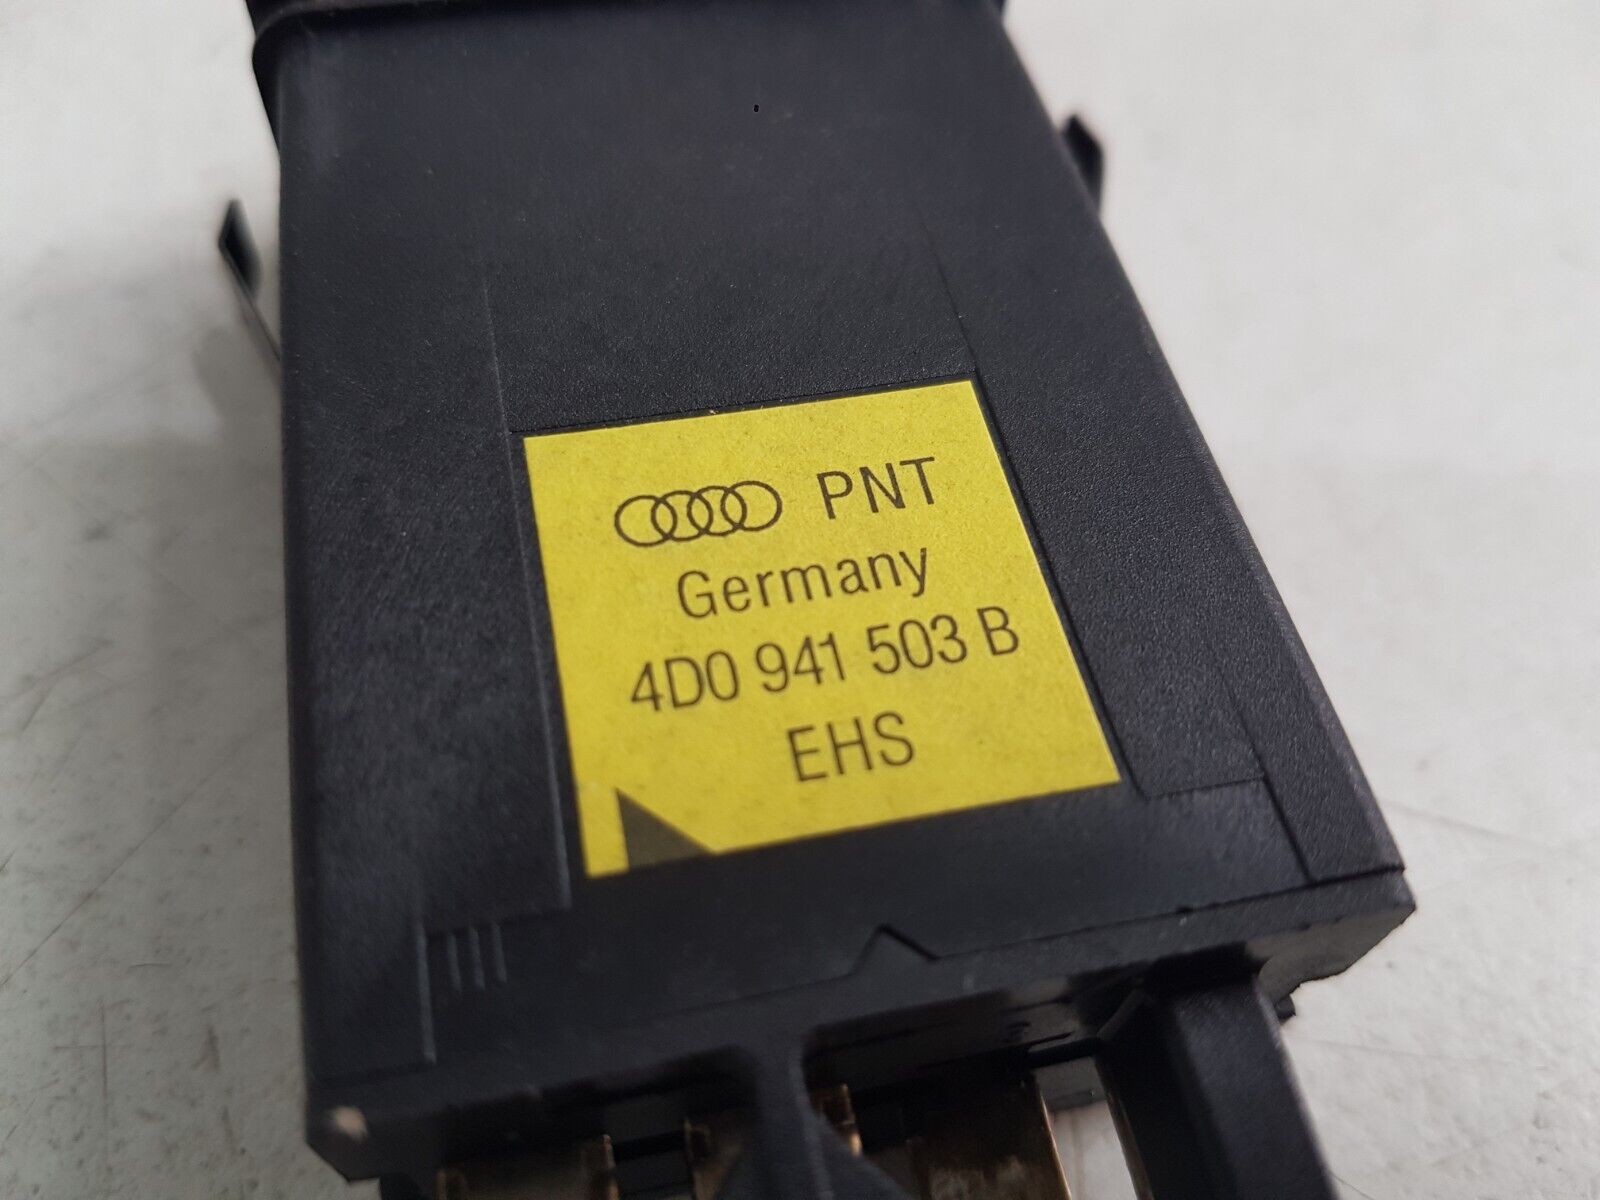 PNT
Germany
4D0 941 503 B
EHS